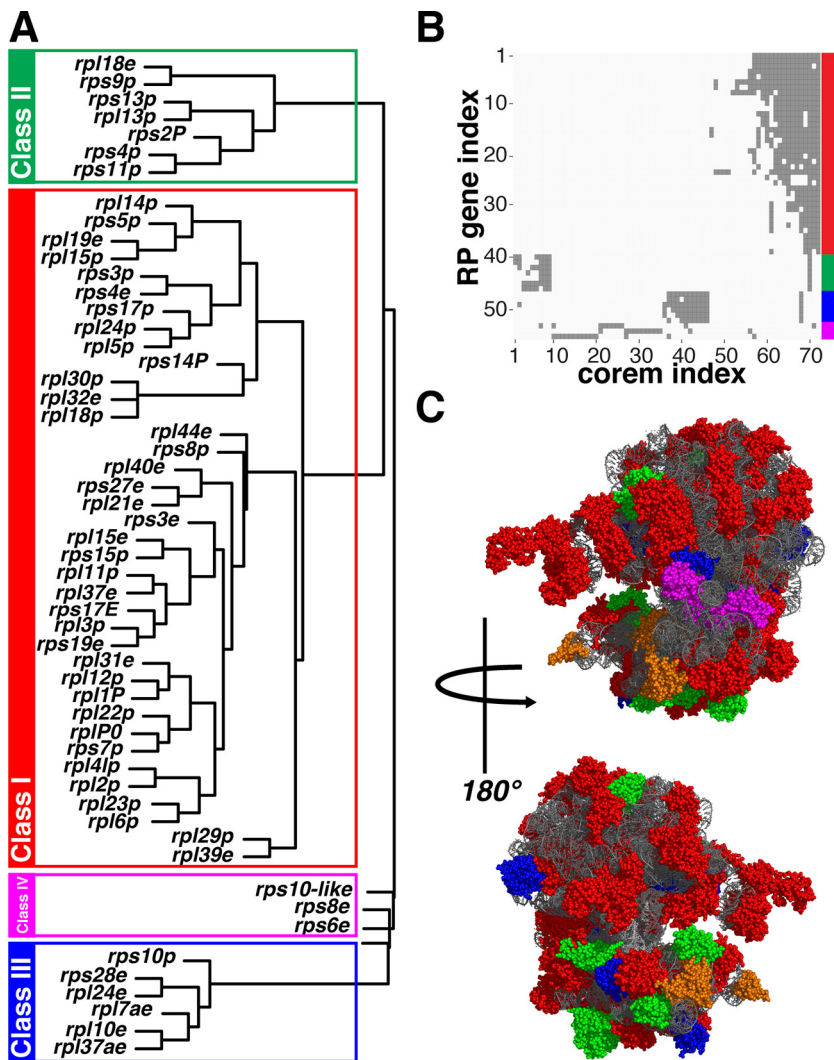 A
Class II
rpl18e
rps9p
rps13p
rpl13p
rps2P
rps4p
rps11p
Class I
rpl14p
rps5p
rpl19e
rpl15p
rps3p
rps4e
rps17p
rpl24p
rpl5p
rps14P
rpl30p
rpl32e
rpl18p
rpl44e
rps8p
rpl40e
rps27e
rpl21e
rps3e
rpl15e
rps15p
rpl11p
rpl37e
rps17E
rpl3p
rps19e
rpl31e
rpl12p
rpl1P
rpl22p
rplP0
rps7p
rpl4lp
rpl2p
rpl23p
rpl6p
rpl29p
rpl39e
Class IV
rps10-like
rps8e
rps6e
Class III
rps10p
rps28e
rpl24e
rpl7ae
rpl10e
rpl37ae
B
RP gene index
1
10
20
30
40
50
1 10 20 30 40 50 60 70
corem index
C
180°